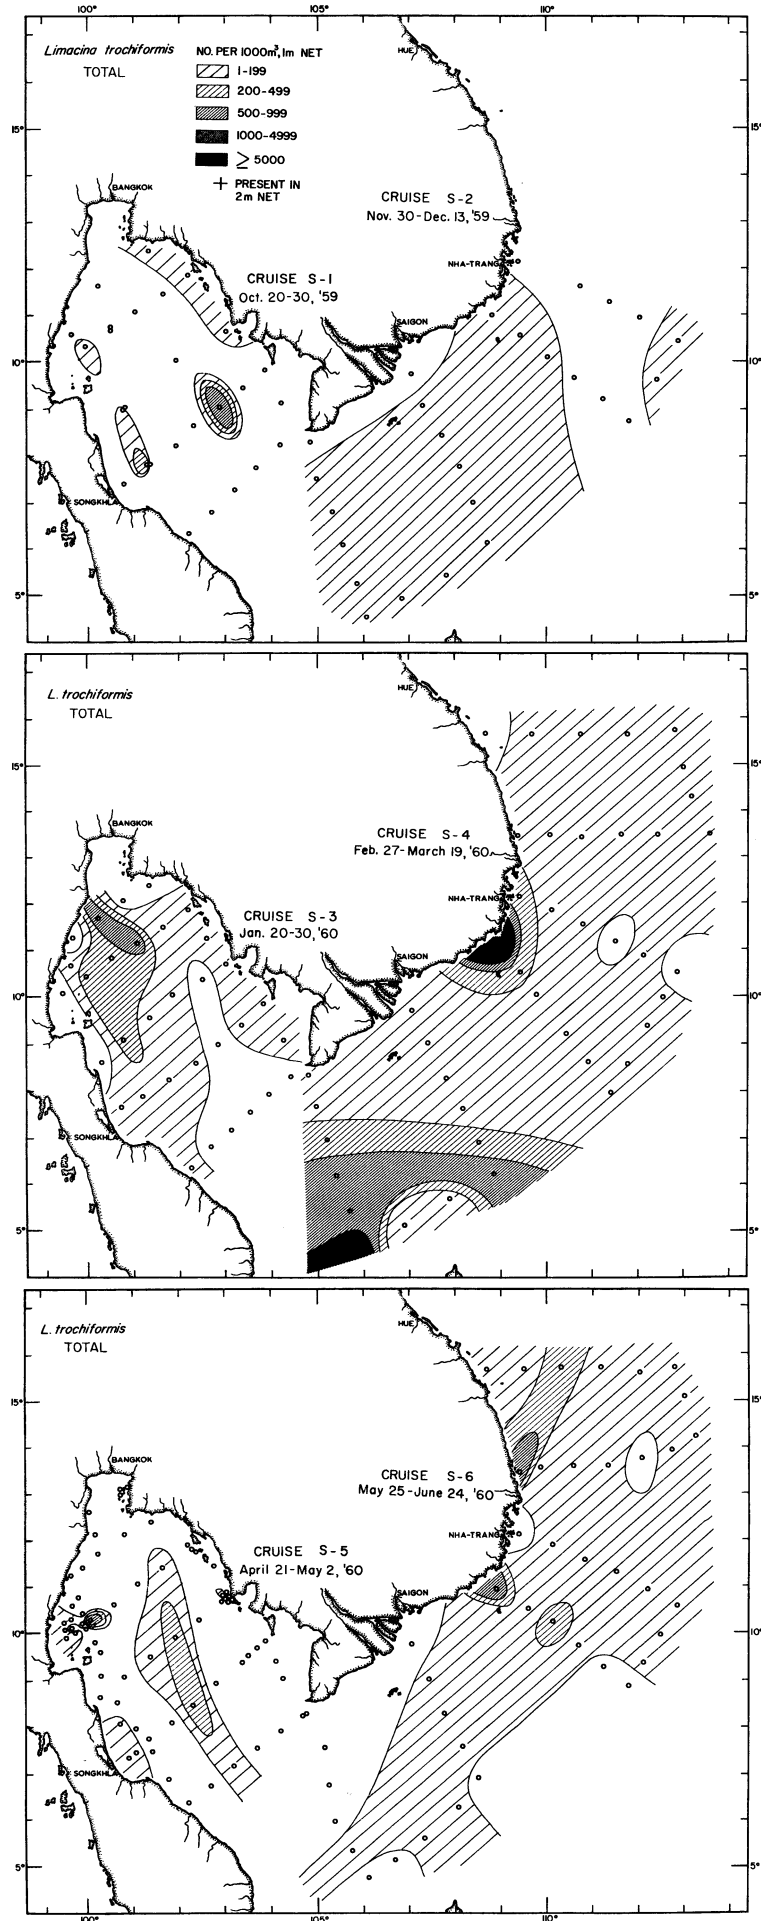 100°
110°
Limacina trochiformis
TOTAL
NO. PER 1000m³, 1m NET
1-199
200-499
500-999
1000-4999
≥ 5000
+ PRESENT IN
2m NET
HUE
15°
15°
BANGKOK
CRUISE S-2
Nov. 30-Dec. 13, '59
NHA-TRANG
CRUISE S-1
Oct. 20-30, '59
SAIGON
10°
10°
SONGKHLA
5°
5°
100°
105°
110°
L. trochiformis
TOTAL
HUE
15°
15°
BANGKOK
CRUISE S-4
Feb. 27-March 19, '60
NHA-TRANG
CRUISE S-3
Jan. 20-30, '60
SAIGON
10°
10°
SONGKHLA
5°
5°
100°
105°
110°
L. trochiformis
TOTAL
HUE
15°
15°
BANGKOK
CRUISE S-6
May 25-June 24, '60
NHA-TRANG
CRUISE S-5
April 21-May 2, '60
SAIGON
10°
10°
SONGKHLA
5°
5°
100°
105°
110°